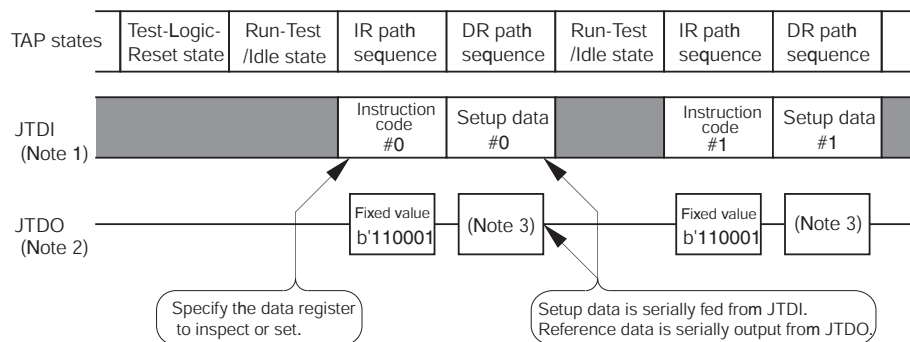 TAP states
Test-Logic-
Reset state
Run-Test
/Idle state
IR path
sequence
DR path
sequence
Run-Test
/Idle state
IR path
sequence
DR path
sequence
JTDI
(Note 1)
Instruction
code
#0
Setup data
#0
Instruction
code
#1
Setup data
#1
JTDO
(Note 2)
Fixed value
b'110001
(Note 3)
Fixed value
b'110001
(Note 3)
Specify the data register
to inspect or set.
Setup data is serially fed from JTDI.
Reference data is serially output from JTDO.